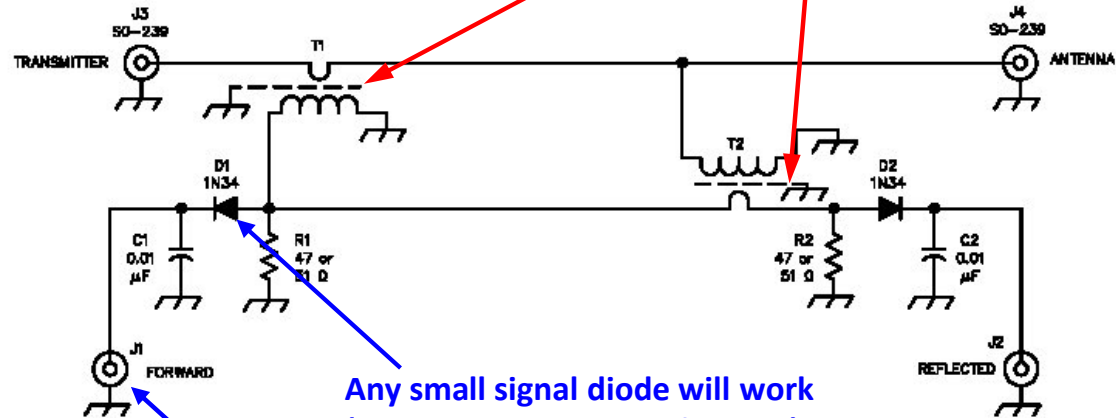 J3
SO-239
TRANSMITTER
T1
J4
SO-239
ANTENNA
T2
D1
1N34
D2
1N34
C1
0.01
µF
R1
47 or
51 Ω
R2
47 or
51 Ω
C2
0.01
µF
J1
FORWARD
J2
REFLECTED
Any small signal diode will work